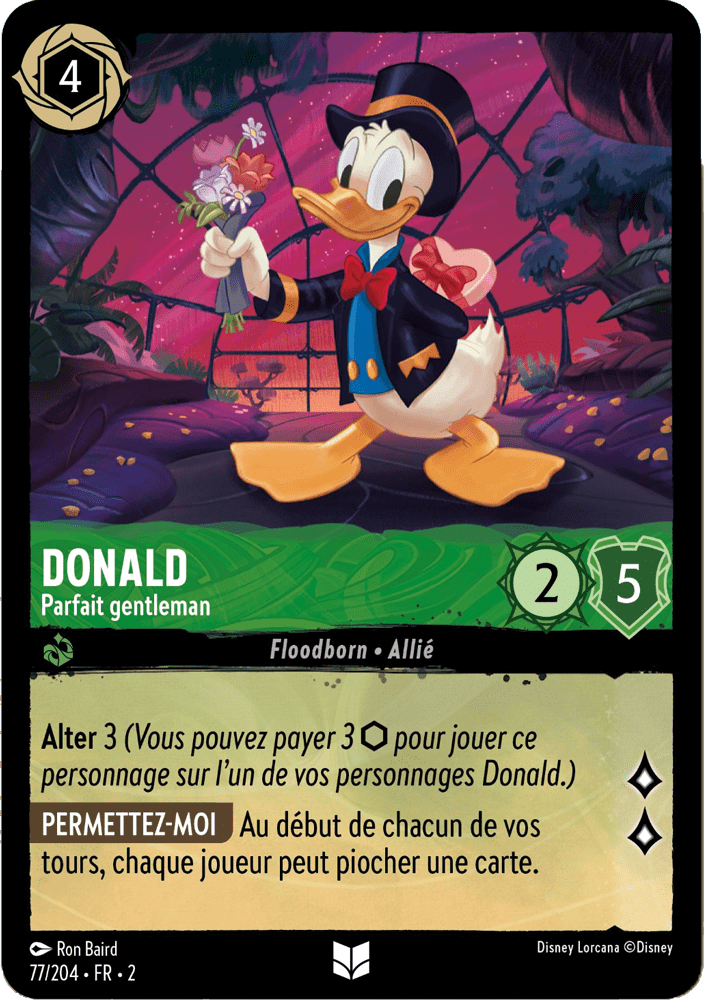 4
DONALD
Parfait gentleman
2
5
Floodborn • Allié
Alter 3 (Vous pouvez payer 3 ⬡ pour jouer ce
personnage sur l'un de vos personnages Donald.)
PERMETTEZ-MOI Au début de chacun de vos
tours, chaque joueur peut piocher une carte.
Ron Baird
77/204 • FR • 2
Disney Lorcana ©Disney